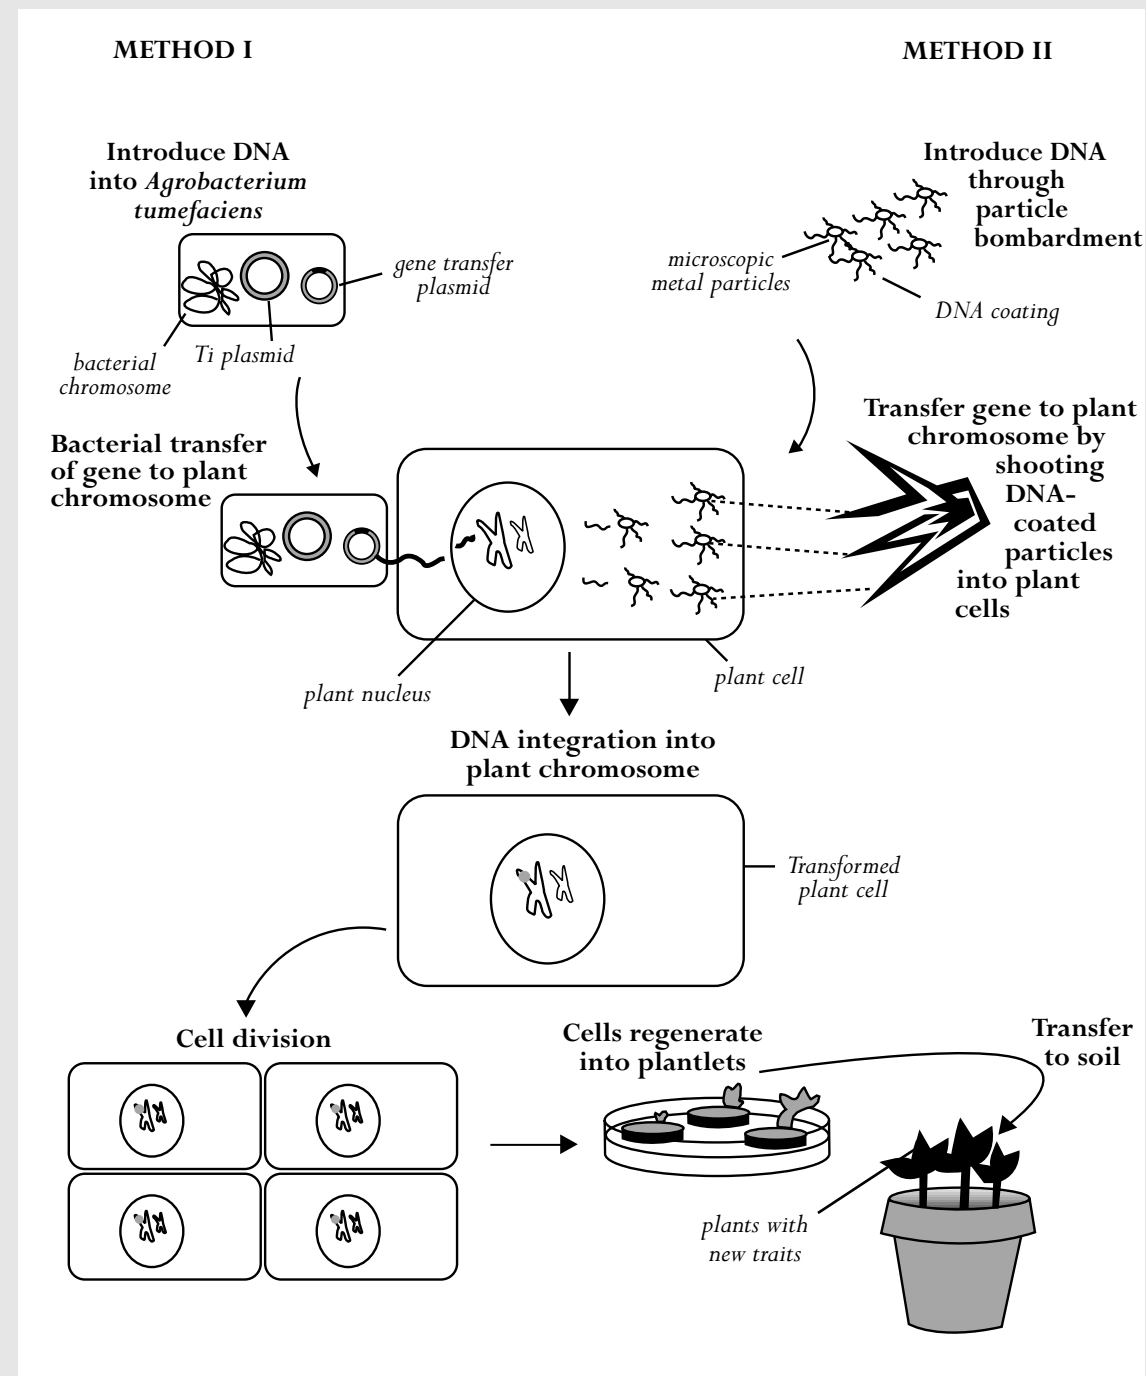 METHOD I
METHOD II
Introduce DNA
into Agrobacterium
tumefaciens
gene transfer
plasmid
Ti plasmid
bacterial
chromosome
Introduce DNA
through
particle
bombardment
microscopic
metal particles
DNA coating
Bacterial transfer
of gene to plant
chromosome
Transfer gene to plant
chromosome by
shooting
DNA-
coated
particles
into plant
cells
plant nucleus
plant cell
DNA integration into
plant chromosome
Transformed
plant cell
Cell division
Cells regenerate
into plantlets
Transfer
to soil
plants with
new traits